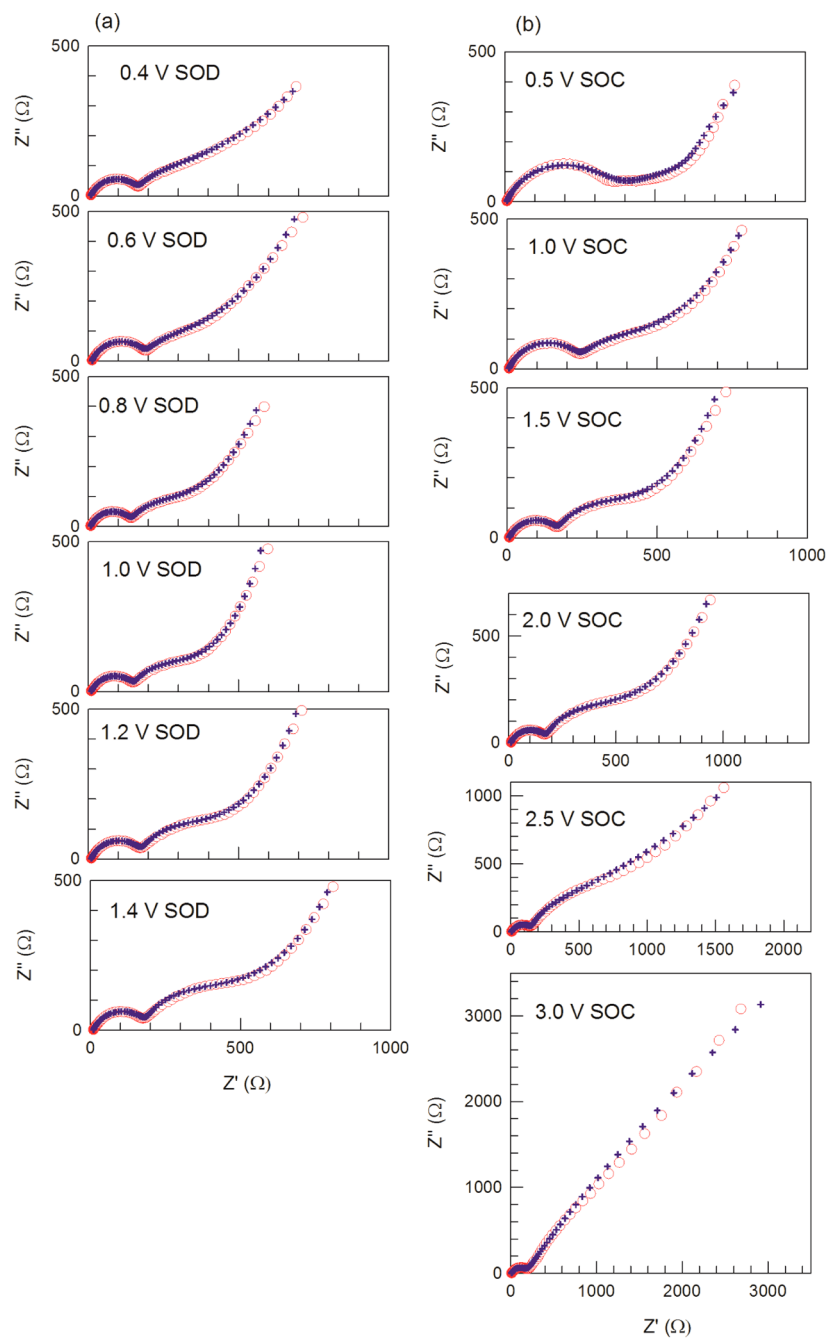 (a)
500
0.4 V SOD
Z" (Ω)
0
500
0.6 V SOD
Z" (Ω)
0
500
0.8 V SOD
Z" (Ω)
0
500
1.0 V SOD
Z" (Ω)
0
500
1.2 V SOD
Z" (Ω)
0
500
1.4 V SOD
Z" (Ω)
0
0 500 1000
Z' (Ω)
(b)
500
0.5 V SOC
Z" (Ω)
0
500
1.0 V SOC
Z" (Ω)
0
500
1.5 V SOC
Z" (Ω)
0
0 500 1000
2.0 V SOC
500
Z" (Ω)
0
0 500 1000
1000
2.5 V SOC
500
Z" (Ω)
0
0 500 1000 1500 2000
3000
3.0 V SOC
2000
Z" (Ω)
1000
0
0 1000 2000 3000
Z' (Ω)